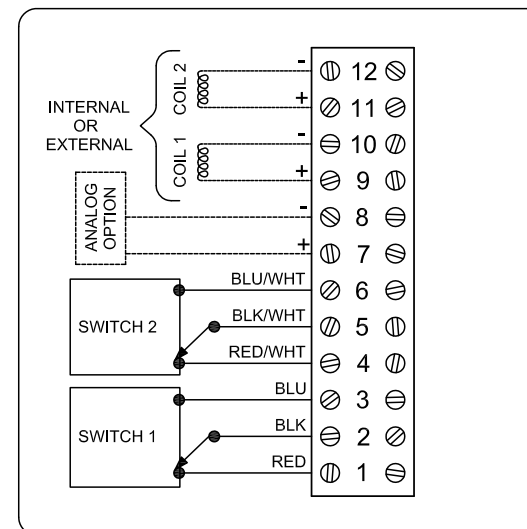 INTERNAL
OR
EXTERNAL
COIL 2
COIL 1
ANALOG
OPTION
- 12
+ 11
- 10
+ 9
- 8
+ 7
SWITCH 2
BLU/WHT 6
BLK/WHT 5
RED/WHT 4
SWITCH 1
BLU 3
BLK 2
RED 1